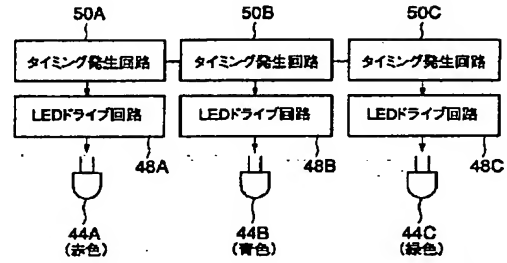 50A 50B 50C
タイミング発生回路 タイミング発生回路 タイミング発生回路
LEDドライブ回路 LEDドライブ回路 LEDドライブ回路
48A 48B 48C
44A 44B 44C
(赤色) (青色) (緑色)